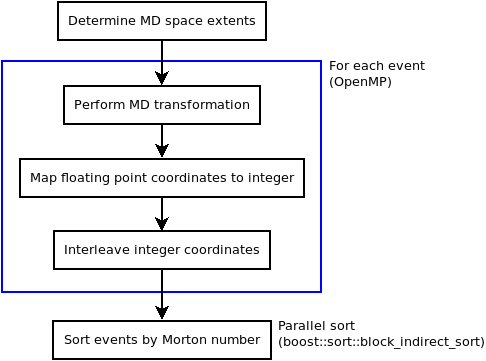 Determine MD space extents
For each event
(OpenMP)
Perform MD transformation
Map floating point coordinates to integer
Interleave integer coordinates
Sort events by Morton number
Parallel sort
(boost::sort::block_indirect_sort)